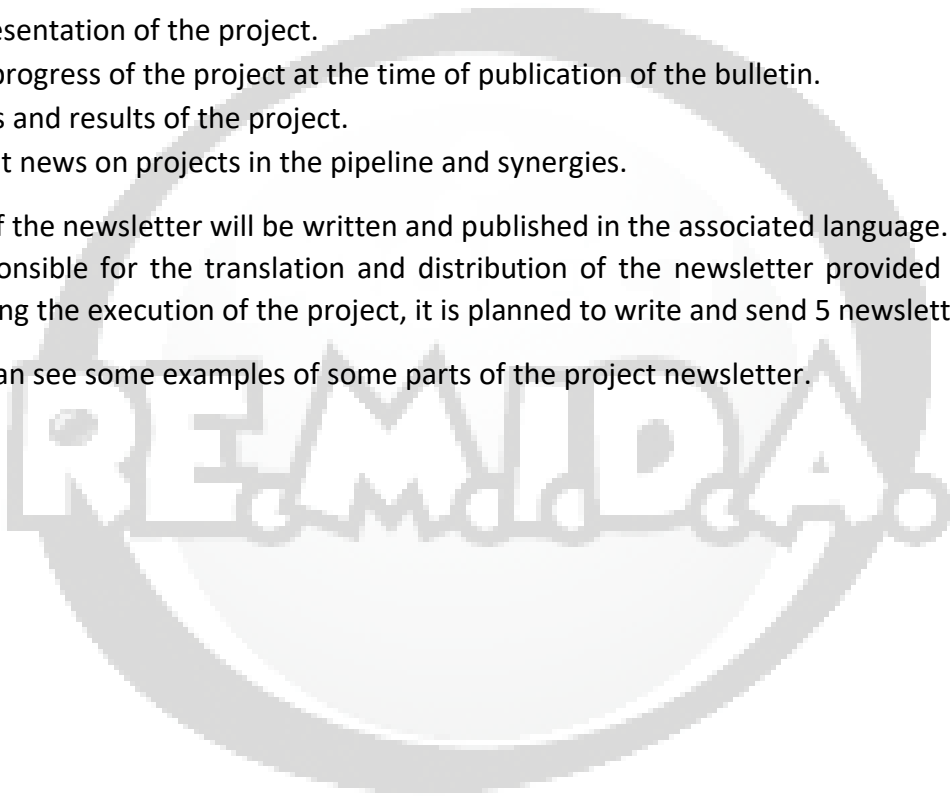 esentation of the project.
progress of the project at the time of publication of the bulletin.
s and results of the project.
t news on projects in the pipeline and synergies.
f the newsletter will be written and published in the associated language.
onsible for the translation and distribution of the newsletter provided
ng the execution of the project, it is planned to write and send 5 newslett
an see some examples of some parts of the project newsletter.
RE.M.I.D.A.